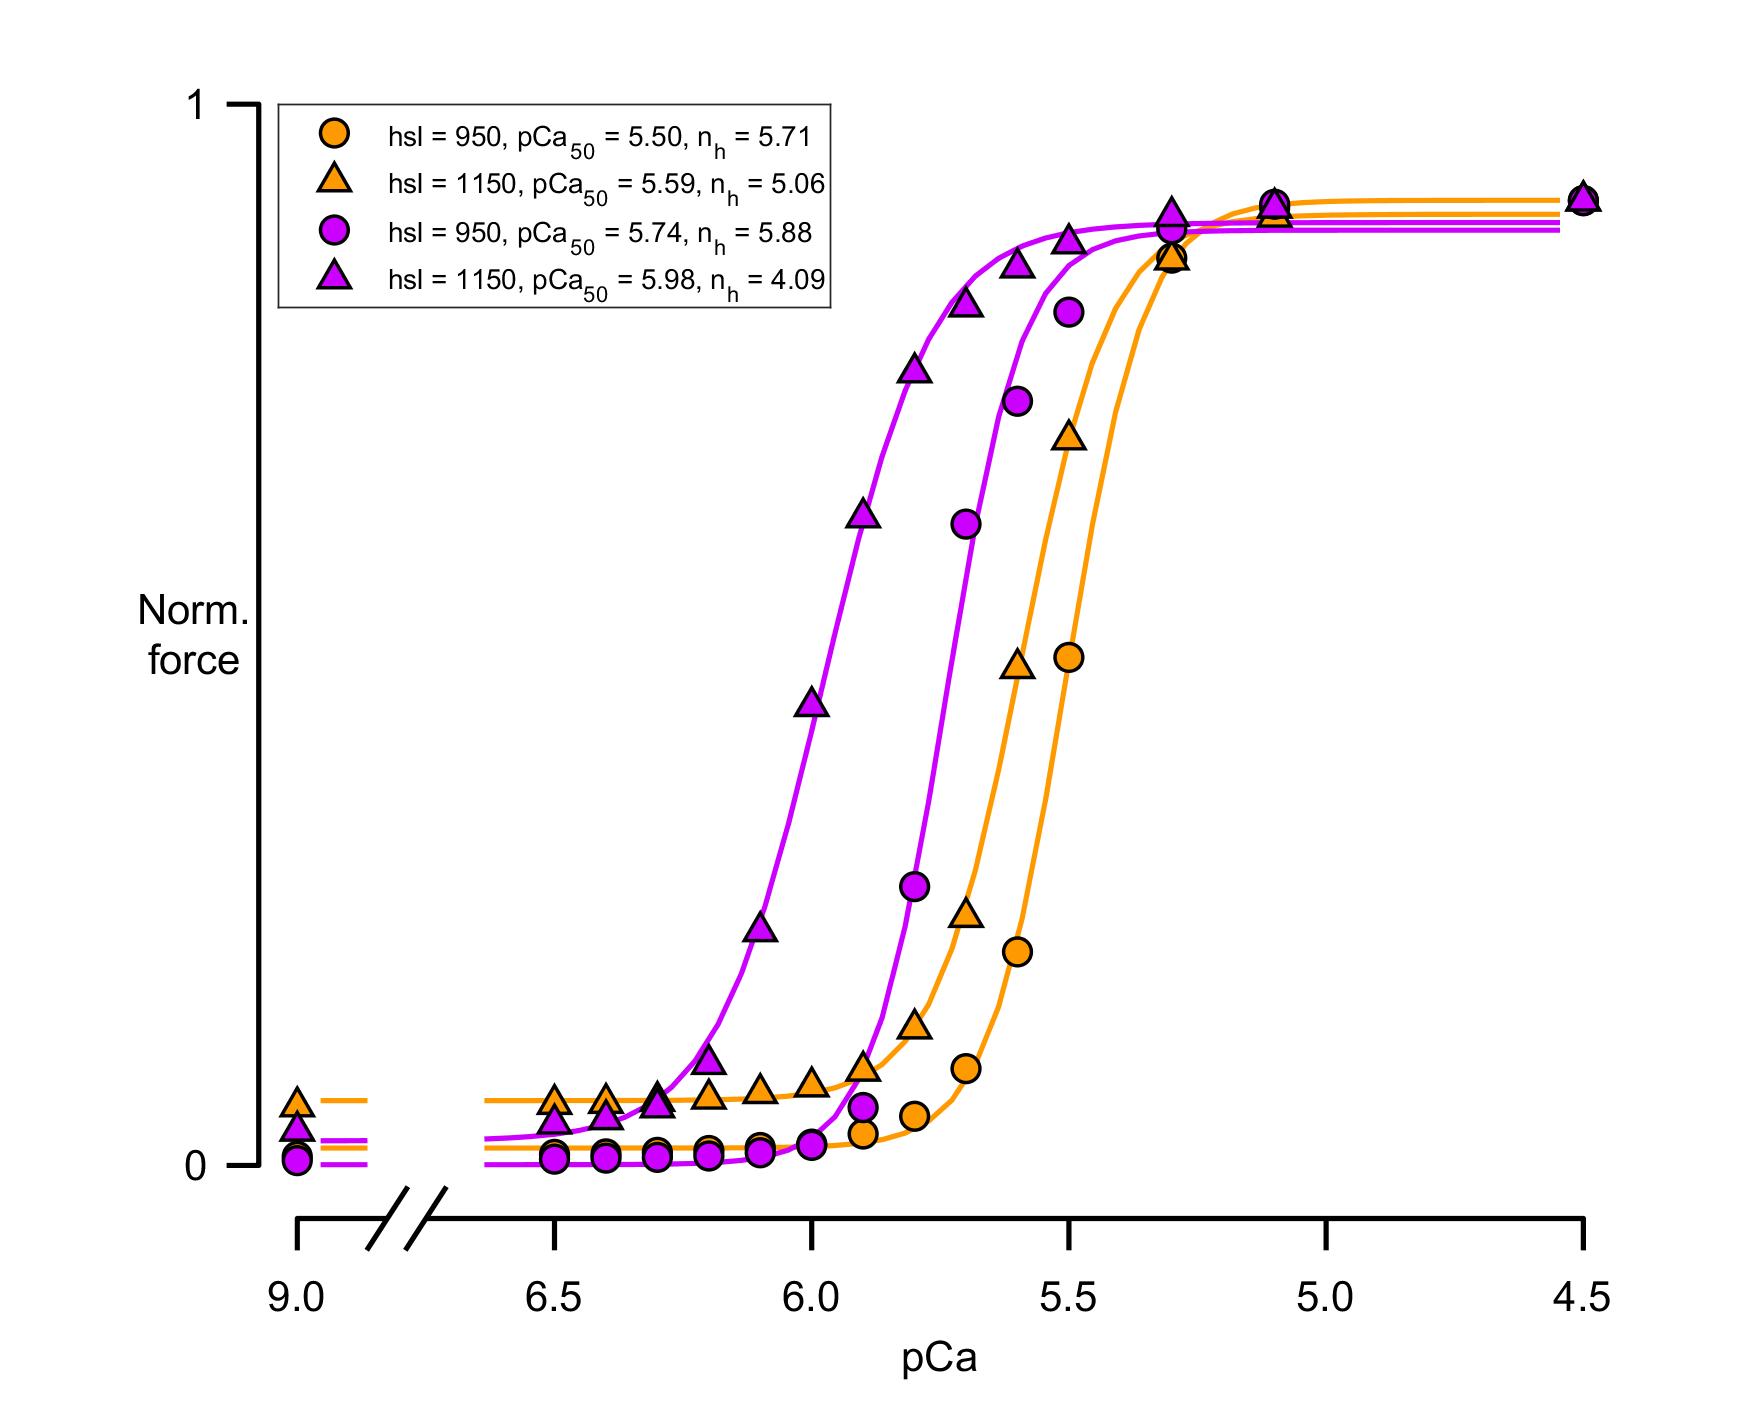 1
hsl = 950, pCa50 = 5.50, nh = 5.71
hsl = 1150, pCa50 = 5.59, nh = 5.06
hsl = 950, pCa50 = 5.74, nh = 5.88
hsl = 1150, pCa50 = 5.98, nh = 4.09
Norm.
force
0
9.0 6.5 6.0 5.5 5.0 4.5
pCa